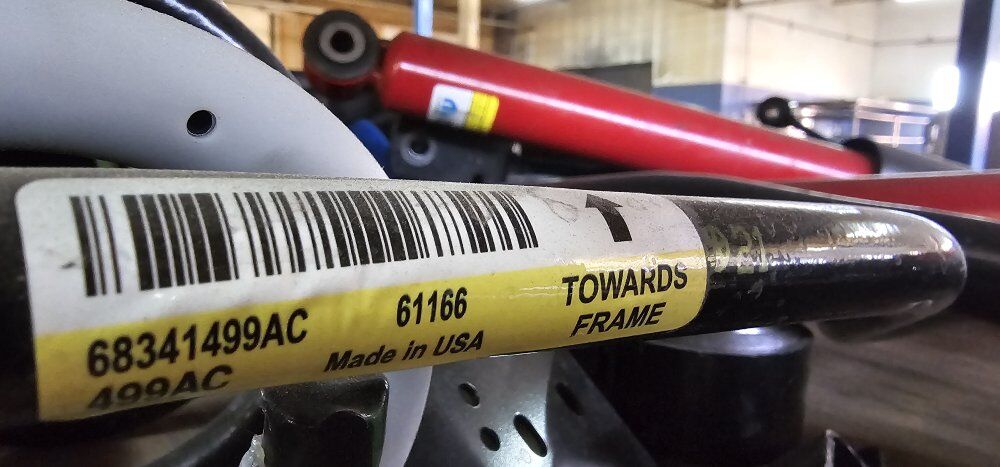 68341499AC
499AC
61166
Made in USA
TOWARDS
FRAME